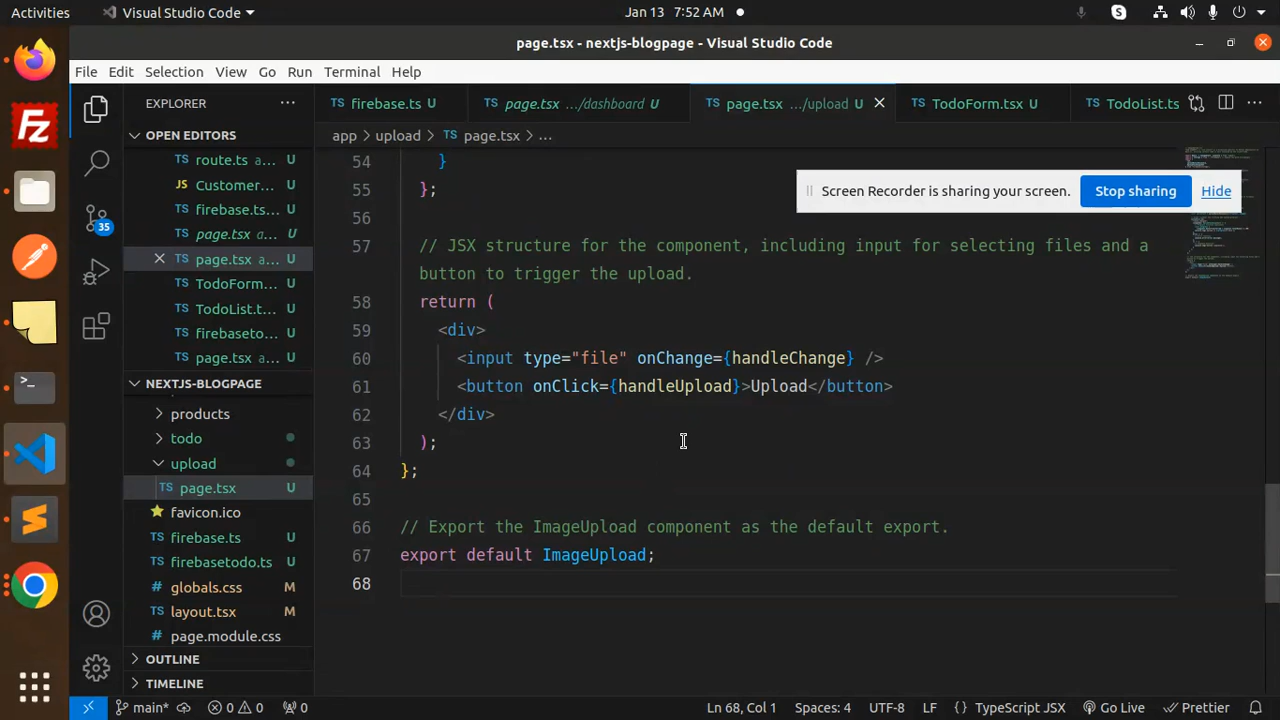 Activities
Visual Studio Code
Jan 13 7:52 AM
page.tsx - nextjs-blogpage - Visual Studio Code
File Edit Selection View Go Run Terminal Help
EXPLORER
firebase.ts U
page.tsx .../dashboard U
page.tsx .../upload U
TodoForm.tsx U
TodoList.ts
OPEN EDITORS
app > upload > page.tsx > ...
route.ts a... U
JS Customer... U
firebase.ts... U
page.tsx a... U
page.tsx a... U
TodoForm... U
TodoList.t... U
firebaseto... U
page.tsx a... U
35
NEXTJS-BLOGPAGE
products
todo
upload
page.tsx U
favicon.ico
firebase.ts U
firebasetodo.ts U
globals.css M
layout.tsx M
page.module.css
OUTLINE
TIMELINE
Screen Recorder is sharing your screen. Stop sharing Hide
54 }
55 };
56
57 // JSX structure for the component, including input for selecting files and a
button to trigger the upload.
58 return (
59 <div>
60 <input type="file" onChange={handleChange} />
61 <button onClick={handleUpload}>Upload</button>
62 </div>
63 );
64 };
65
66 // Export the ImageUpload component as the default export.
67 export default ImageUpload;
68
main* 0 0 0
Ln 68, Col 1 Spaces: 4 UTF-8 LF {} TypeScript JSX Go Live Prettier